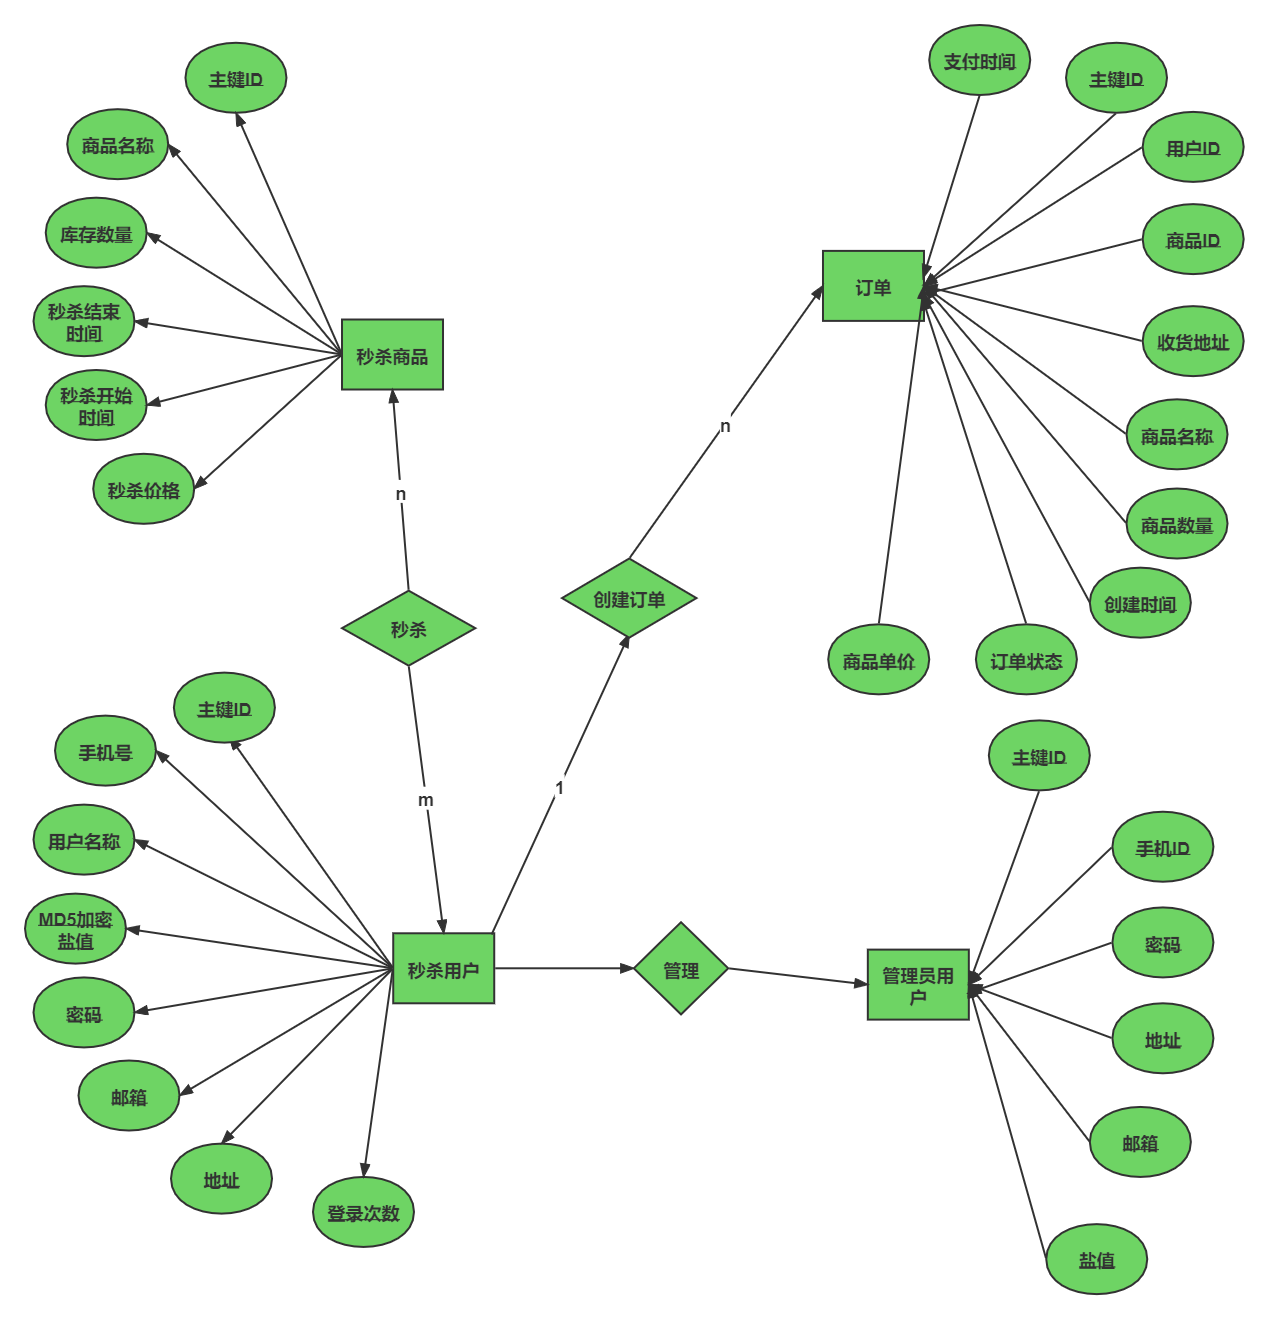 支付时间
主键ID
主键ID
商品名称
用户ID
库存数量
商品ID
订单
秒杀结束
时间
收货地址
秒杀商品
秒杀开始
时间
n
商品名称
秒杀价格
n
商品数量
创建订单
创建时间
秒杀
商品单价
订单状态
主键ID
手机号
主键ID
1
m
用户名称
手机ID
MD5加密
盐值
密码
秒杀用户
管理
管理员用
户
密码
地址
邮箱
邮箱
地址
登录次数
盐值